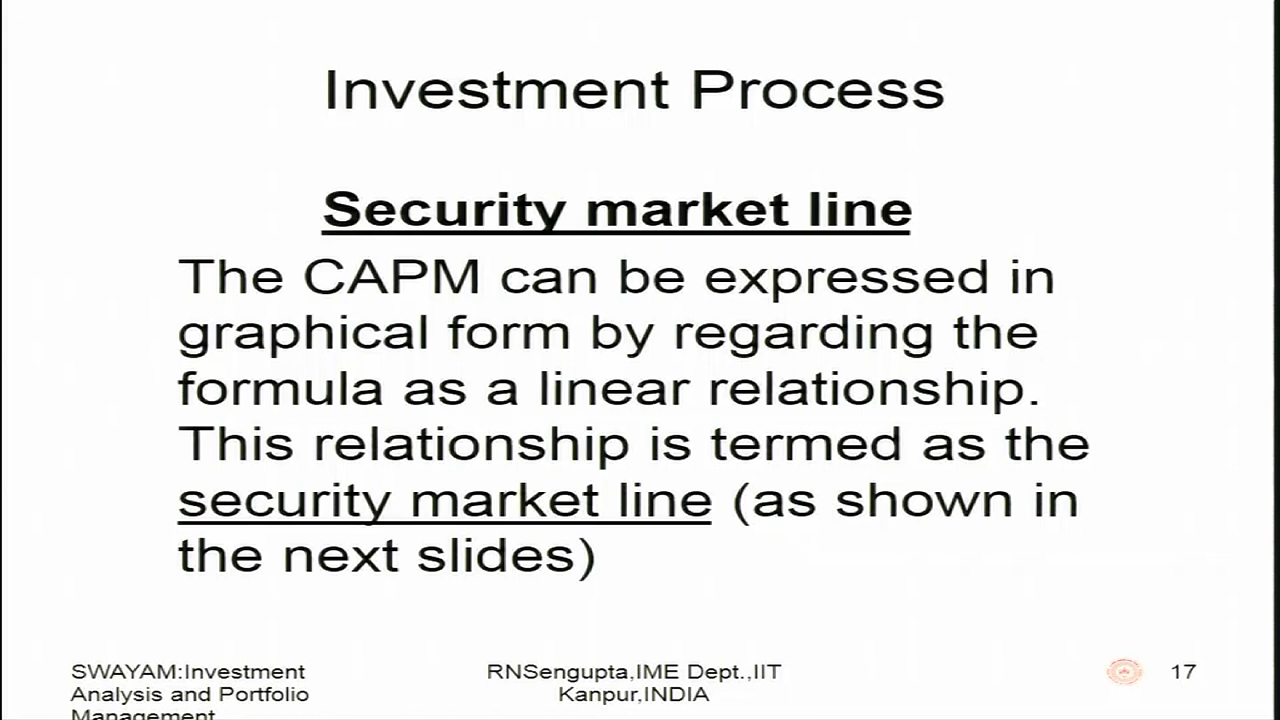 Investment Process
Security market line
The CAPM can be expressed in
graphical form by regarding the
formula as a linear relationship.
This relationship is termed as the
security market line (as shown in
the next slides)
SWAYAM:Investment
Analysis and Portfolio
Management
RNSengupta,IME Dept.,IIT
Kanpur,INDIA
17